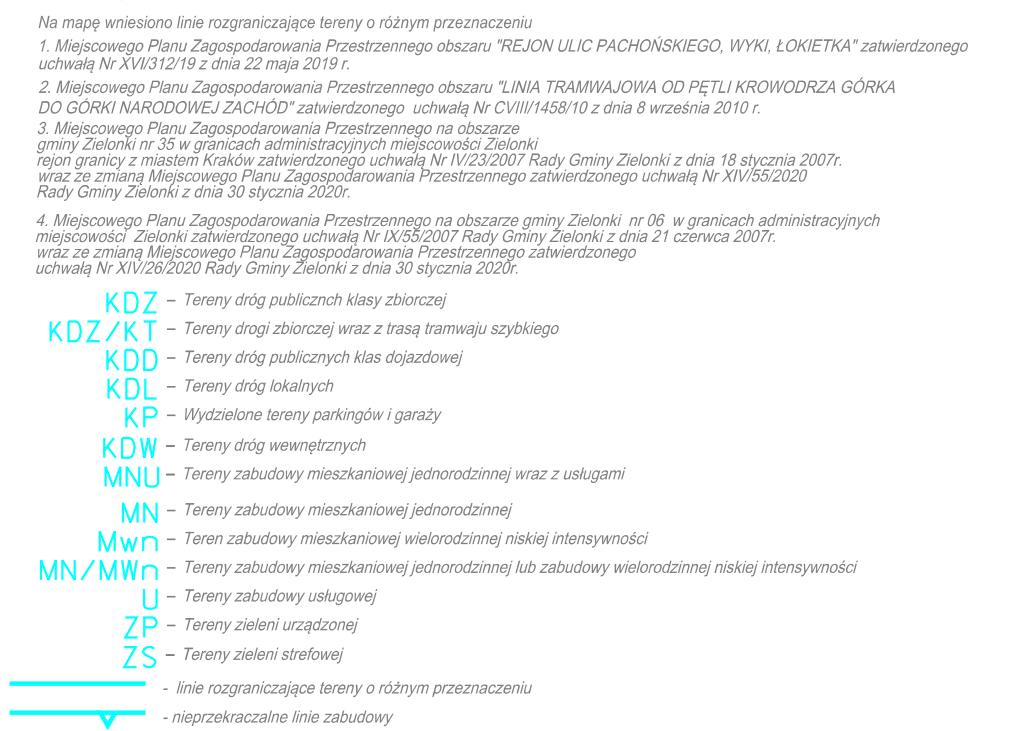 Na mapę wniesiono linie rozgraniczające tereny o różnym przeznaczeniu
1. Miejscowego Planu Zagospodarowania Przestrzennego obszaru "REJON ULIC PACHOŃSKIEGO, WYKI, ŁOKIETKA" zatwierdzonego
uchwałą Nr XVI/312/19 z dnia 22 maja 2019 r.
2. Miejscowego Planu Zagospodarowania Przestrzennego obszaru "LINIA TRAMWAJOWA OD PĘTLI KROWODRZA GÓRKA
DO GÓRKI NARODOWEJ ZACHÓD" zatwierdzonego uchwałą Nr CVIII/1458/10 z dnia 8 września 2010 r.
3. Miejscowego Planu Zagospodarowania Przestrzennego na obszarze
gminy Zielonki nr 35 w granicach administracyjnych miejscowości Zielonki
rejon granicy z miastem Kraków zatwierdzonego uchwałą Nr IV/23/2007 Rady Gminy Zielonki z dnia 18 stycznia 2007r.
wraz ze zmianą Miejscowego Planu Zagospodarowania Przestrzennego zatwierdzonego uchwałą Nr XIV/55/2020
Rady Gminy Zielonki z dnia 30 stycznia 2020r.
4. Miejscowego Planu Zagospodarowania Przestrzennego na obszarze gminy Zielonki nr 06 w granicach administracyjnych
miejscowości Zielonki zatwierdzonego uchwałą Nr IX/55/2007 Rady Gminy Zielonki z dnia 21 czerwca 2007r.
wraz ze zmianą Miejscowego Planu Zagospodarowania Przestrzennego zatwierdzonego
uchwałą Nr XIV/26/2020 Rady Gminy Zielonki z dnia 30 stycznia 2020r.
KDZ – Tereny dróg publicznch klasy zbiorczej
KDZ/KT – Tereny drogi zbiorczej wraz z trasą tramwaju szybkiego
KDD – Tereny dróg publicznych klas dojazdowej
KDL – Tereny dróg lokalnych
KP – Wydzielone tereny parkingów i garaży
KDW – Tereny dróg wewnętrznych
MNU – Tereny zabudowy mieszkaniowej jednorodzinnej wraz z usługami
MN – Tereny zabudowy mieszkaniowej jednorodzinnej
Mwn – Teren zabudowy mieszkaniowej wielorodzinnej niskiej intensywności
MN/MWn – Tereny zabudowy mieszkaniowej jednorodzinnej lub zabudowy wielorodzinnej niskiej intensywności
U – Tereny zabudowy usługowej
ZP – Tereny zieleni urządzonej
ZS – Tereny zieleni strefowej
- linie rozgraniczające tereny o różnym przeznaczeniu
- nieprzekraczalne linie zabudowy